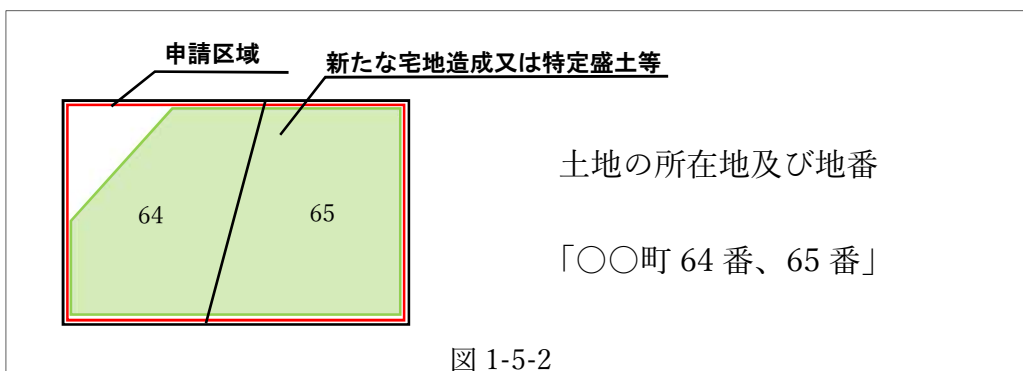 申請区域
新たな宅地造成又は特定盛土等
土地の所在地及び地番
64
65
「○○町 64 番、65 番」
図 1-5-2